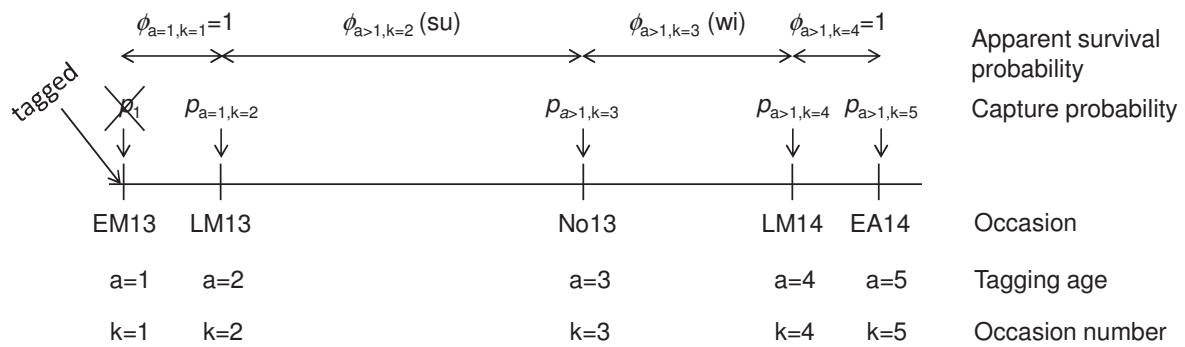 ϕa=1,k=1=1 ϕa>1,k=2 (su) ϕa>1,k=3 (wi) ϕa>1,k=4=1
Apparent survival
probability
tagged
p1 pa=1,k=2 pa>1,k=3 pa>1,k=4 pa>1,k=5 Capture probability
EM13 LM13 No13 LM14 EA14 Occasion
a=1 a=2 a=3 a=4 a=5 Tagging age
k=1 k=2 k=3 k=4 k=5 Occasion number